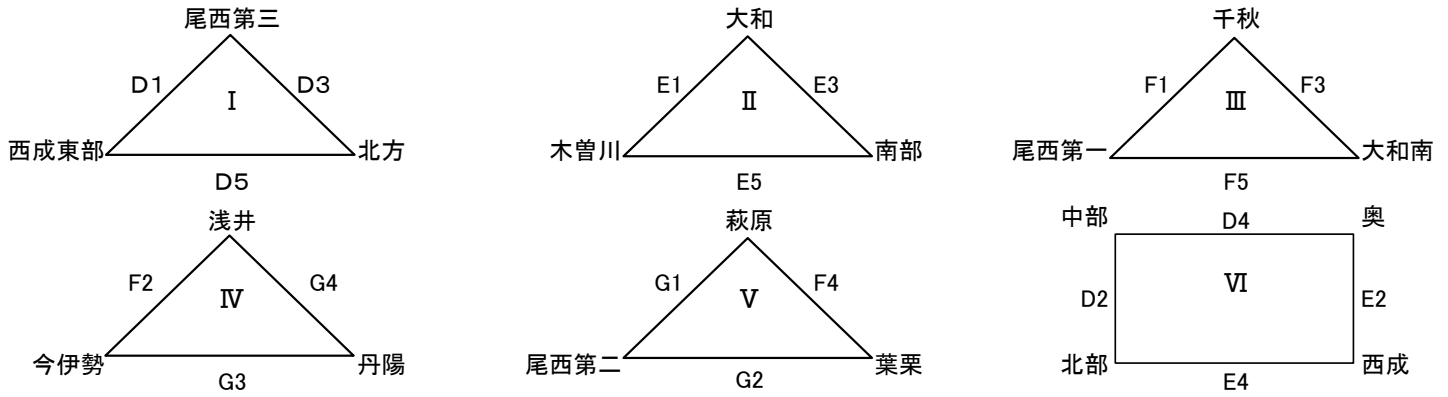 尾西第三 大和 千秋
D1 D3 E1 E3 F1 F3
Ⅰ Ⅱ Ⅲ
西成東部 北方 木曽川 南部 尾西第一 大和南
D5 E5 F5
浅井 萩原 中部 D4 奥
F2 G4 G1 F4 D2 E2
Ⅳ Ⅴ Ⅵ
今伊勢 丹陽 尾西第二 葉栗 北部 西成
G3 G2 E4